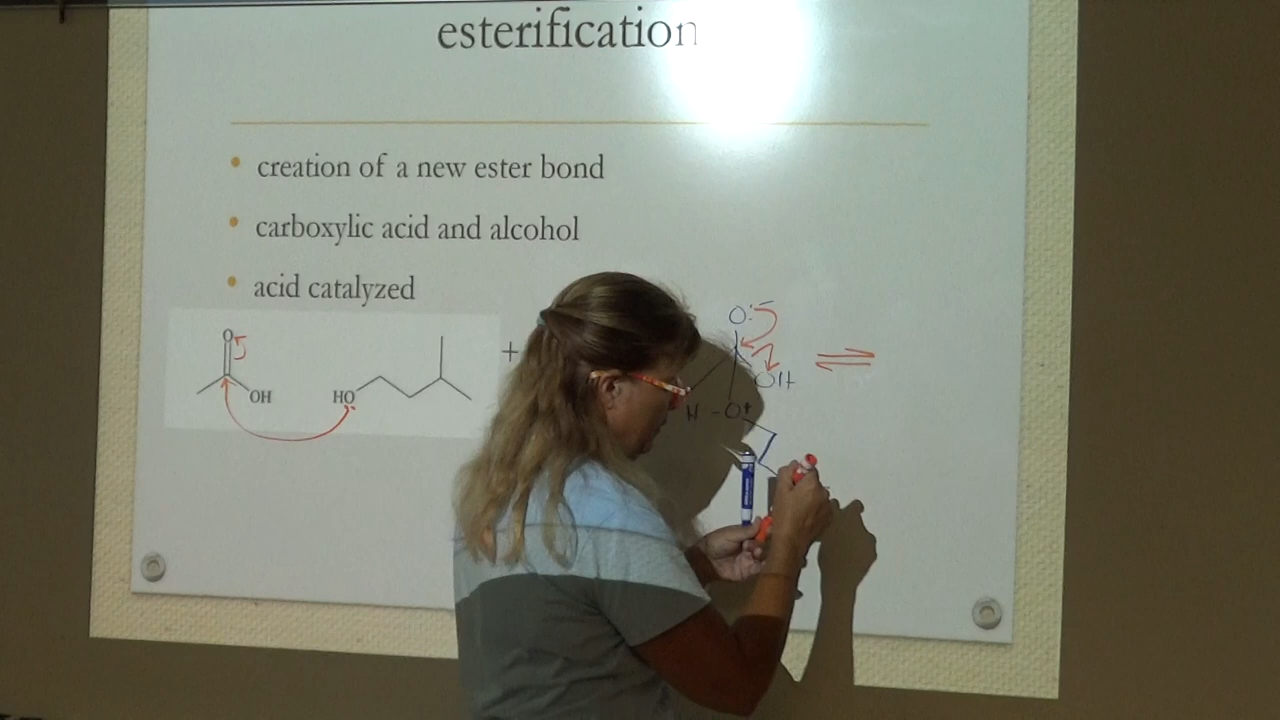 esterification
• creation of a new ester bond
• carboxylic acid and alcohol
• acid catalyzed
O
OH
HO
+
O:
OH
H - O+